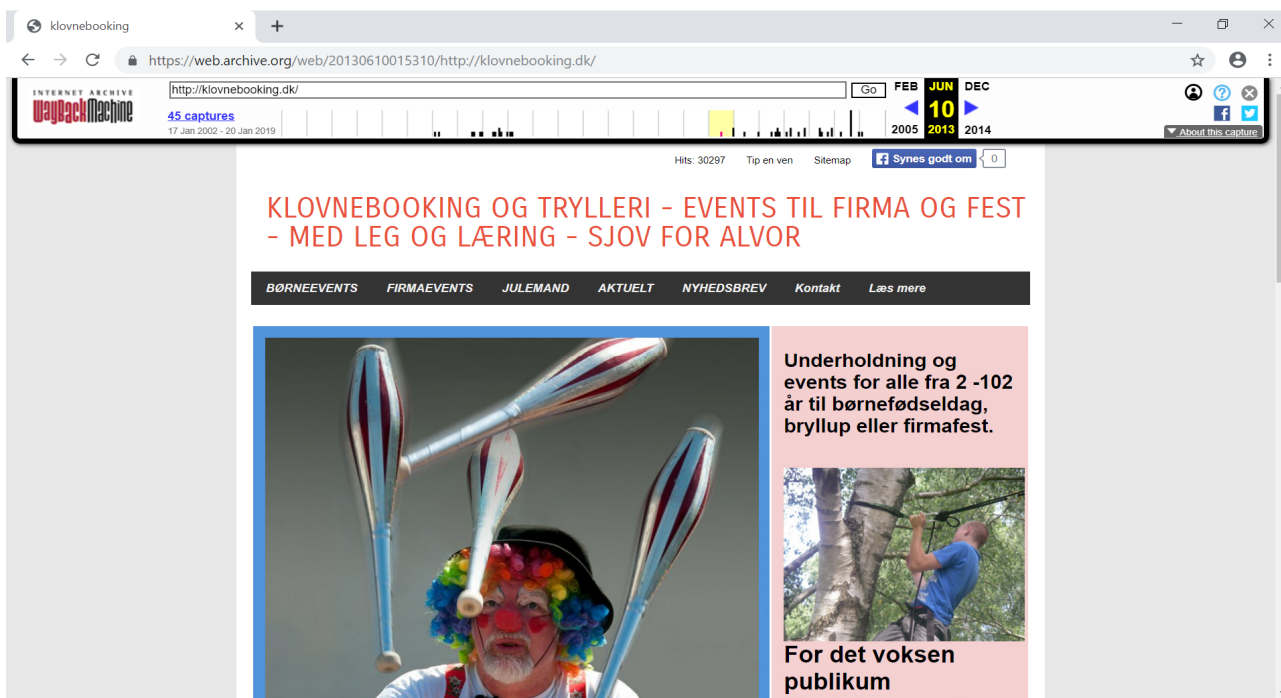 klovnebooking
https://web.archive.org/web/20130610015310/http://klovnebooking.dk/
INTERNET ARCHIVE
WayBackMachine
http://klovnebooking.dk/
Go
FEB JUN DEC
45 captures
10
17 Jan 2002 - 20 Jan 2019
2005 2013 2014
About this capture
Hits: 30297 Tip en ven Sitemap Synes godt om 0
KLOVNEBOOKING OG TRYLLERI - EVENTS TIL FIRMA OG FEST
- MED LEG OG LÆRING - SJOV FOR ALVOR
BØRNEEVENTS FIRMAEVENTS JULEMAND AKTUELT NYHEDSBREV Kontakt Læs mere
Underholdning og
events for alle fra 2 -102
år til børnefødseldag,
bryllup eller firmafest.
For det voksen
publikum